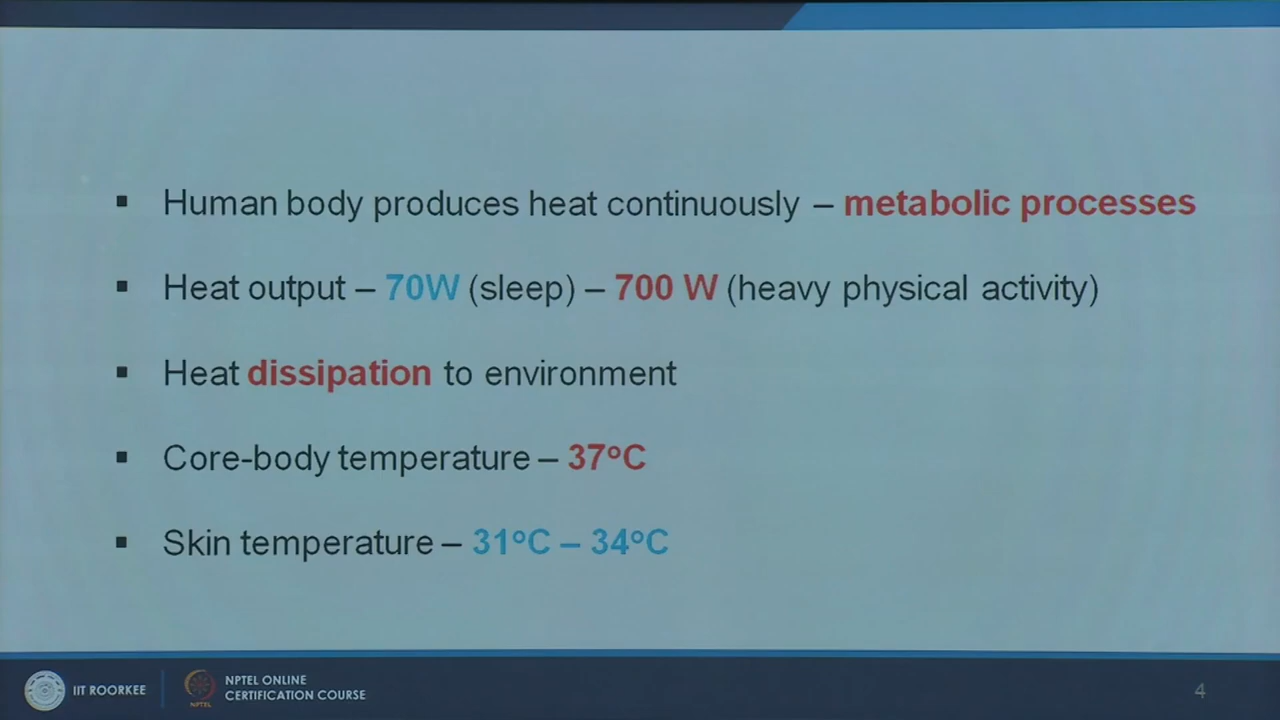 ▪ Human body produces heat continuously – metabolic processes
▪ Heat output – 70W (sleep) – 700 W (heavy physical activity)
▪ Heat dissipation to environment
▪ Core-body temperature – 37°C
▪ Skin temperature – 31°C – 34°C
IIT ROORKEE
NPTEL
NPTEL ONLINE
CERTIFICATION COURSE
4